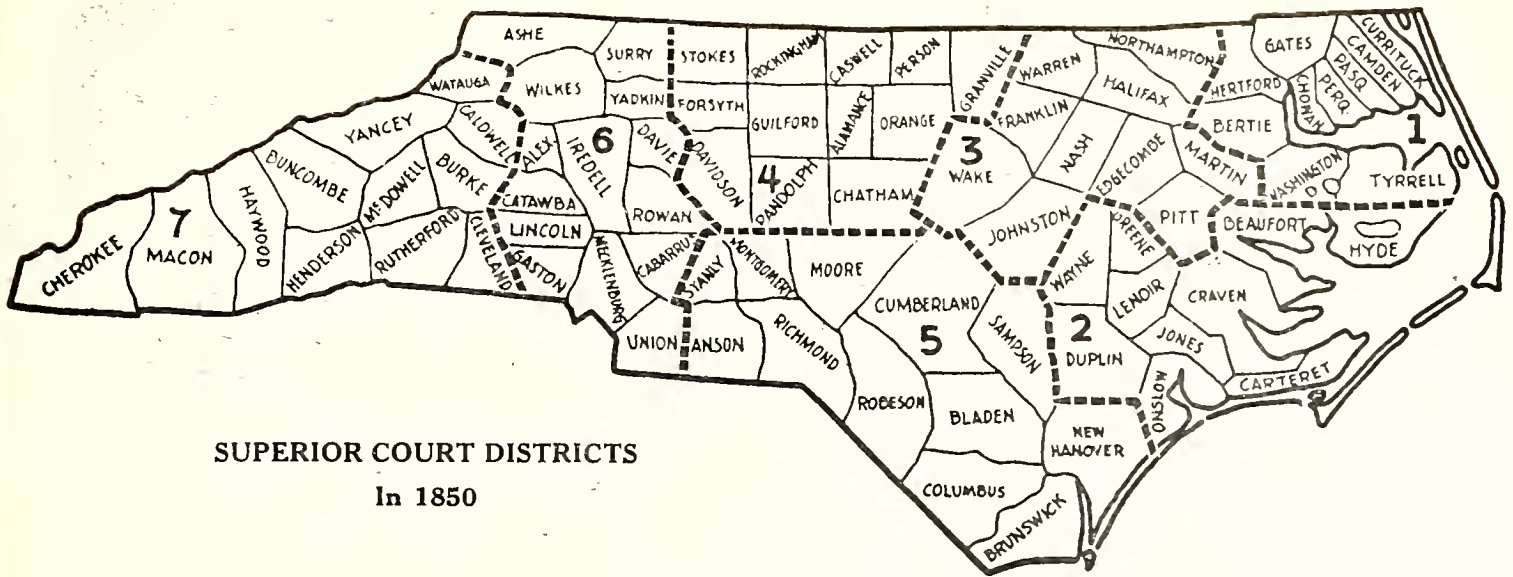 ASHE
SURRY
STOKES
ROCKINGHAM
CASWELL
PERSON
GRANVILLE
WARREN
NORTHAMPTON
GATES
CURRITUCK
CAMDEN
PASQ
PERQ.
CHOWAN
HERTFORD
HALIFAX
WATAUGA
WILKES
YADKIN
FORSYTH
GUILFORD
ALAMANCE
ORANGE
FRANKLIN
NASH
EDGECOMBE
BERTIE
MARTIN
WASHINGTON
1
TYRRELL
YANCEY
CALDWELL
ALEX
6
IREDELL
DAVIE
DAVIDSON
4
RANDOLPH
CHATHAM
3
WAKE
BUNCOMBE
McDOWELL
BURKE
CATAWBA
ROWAN
LINCOLN
JOHNSTON
GREENE
PITT
BEAUFORT
HYDE
HAYWOOD
7
MACON
CHEROKEE
HENDERSON
RUTHERFORD
CLEVELAND
GASTON
MECKLENBURG
CABARRUS
STANLY
MONTGOMERY
MOORE
CUMBERLAND
5
SAMPSON
WAYNE
LENOIR
CRAVEN
2
DUPLIN
JONES
CARTERET
ONSLOW
UNION
ANSON
RICHMOND
ROBESON
BLADEN
NEW
HANOVER
COLUMBUS
BRUNSWICK
SUPERIOR COURT DISTRICTS
In 1850